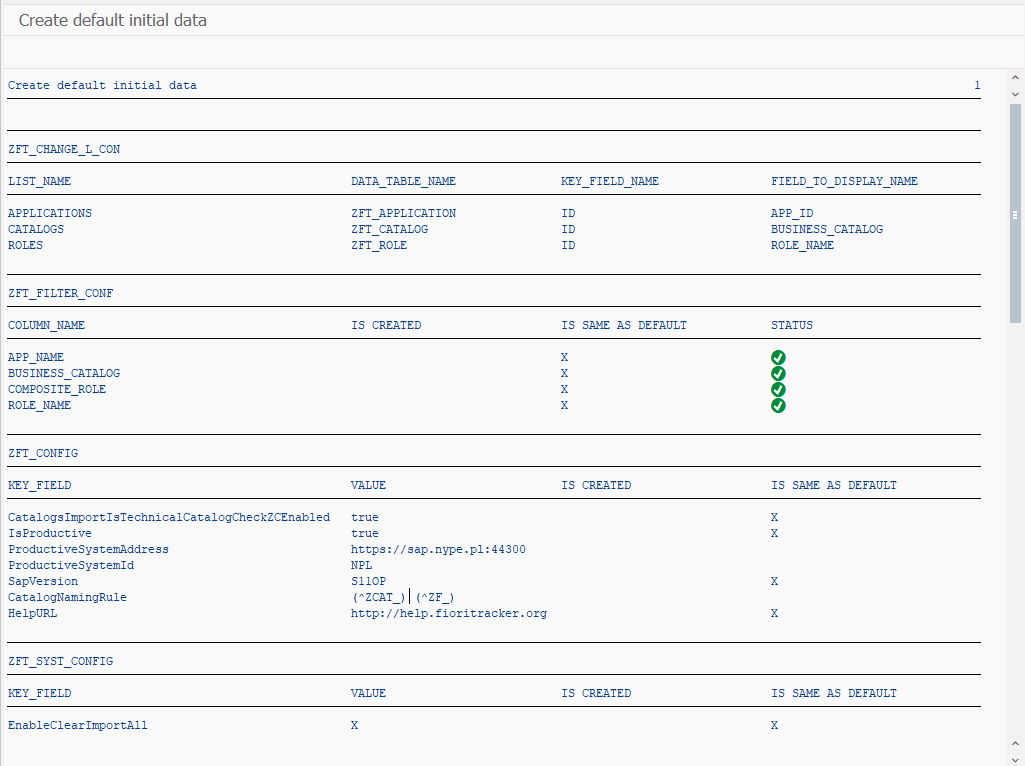 Create default initial data
Create default initial data 1
ZFT_CHANGE_L_CON
LIST_NAME DATA_TABLE_NAME KEY_FIELD_NAME FIELD_TO_DISPLAY_NAME
APPLICATIONS ZFT_APPLICATION ID APP_ID
CATALOGS ZFT_CATALOG ID BUSINESS_CATALOG
ROLES ZFT_ROLE ID ROLE_NAME
ZFT_FILTER_CONF
COLUMN_NAME IS CREATED IS SAME AS DEFAULT STATUS
APP_NAME X
BUSINESS_CATALOG X
COMPOSITE_ROLE X
ROLE_NAME X
ZFT_CONFIG
KEY_FIELD VALUE IS CREATED IS SAME AS DEFAULT
CatalogsImportIsTechnicalCatalogCheckZCEnabled true X
IsProductive true X
ProductiveSystemAddress https://sap.nype.pl:44300
ProductiveSystemId NPL
SapVersion S11OP X
CatalogNamingRule (^ZCAT_)|(^ZF_)
HelpURL http://help.fioritracker.org X
ZFT_SYST_CONFIG
KEY_FIELD VALUE IS CREATED IS SAME AS DEFAULT
EnableClearImportAll X X